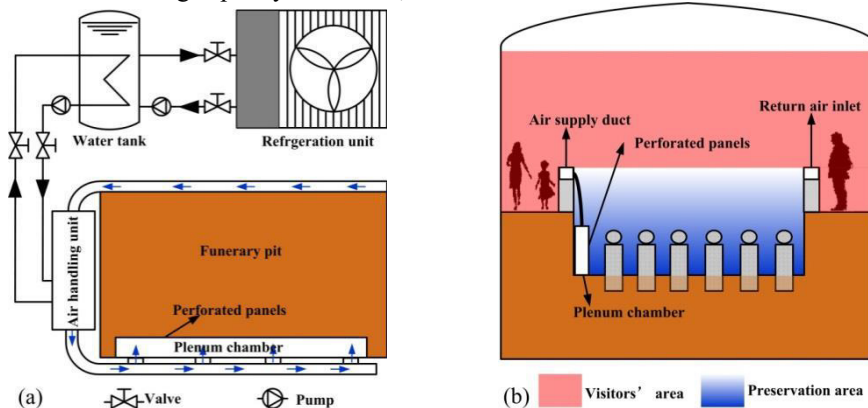 Water tank
Refrgeration unit
Air handling unit
Funerary pit
Perforated panels
Plenum chamber
(a)
Valve
Pump
Return air inlet
Air supply duct
Perforated panels
Plenum chamber
(b)
Visitors' area
Preservation area